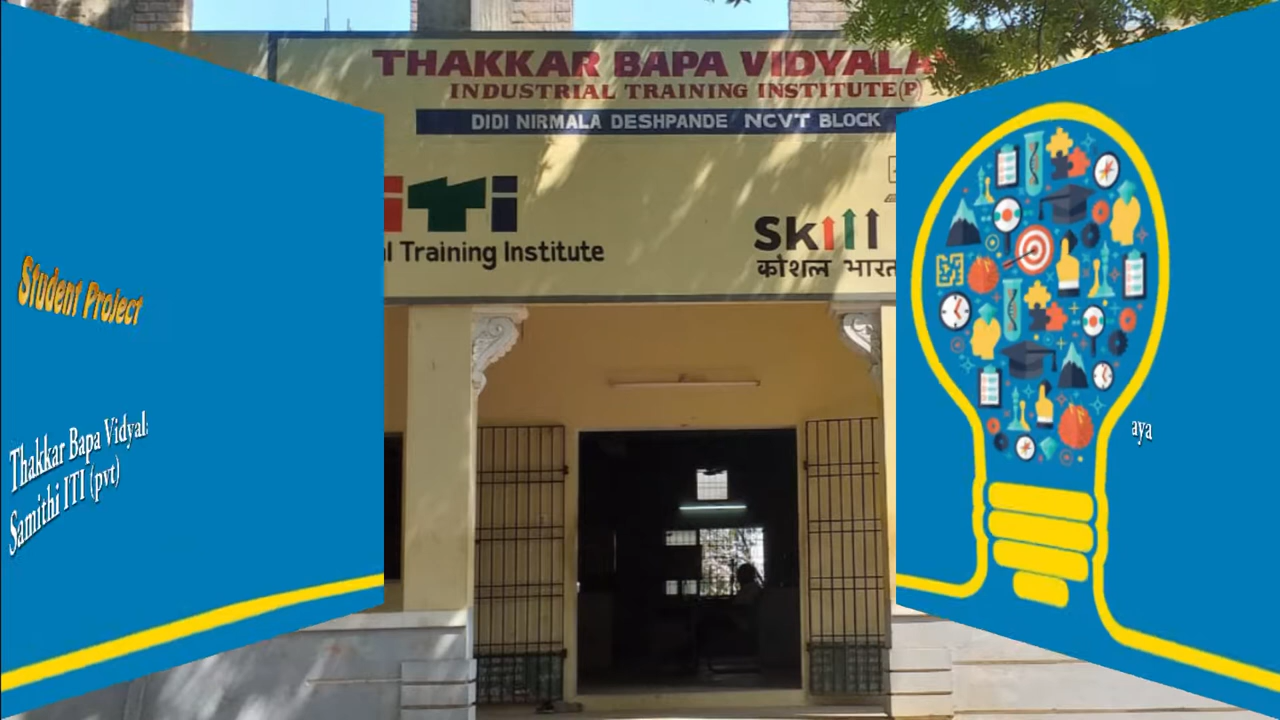 THAKKAR BAPA VIDYALA
INDUSTRIAL TRAINING INSTITUTE(P)
DIDI NIRMALA DESHPANDE NCVT BLOCK
iTi
l Training Institute
Skill
कौशल भारत
Student Project
Thakkar Bapa Vidyal
aya
Samithi ITI (pvt)